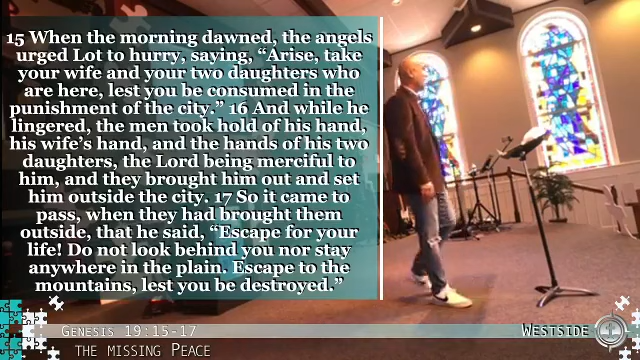 15 When the morning dawned, the angels
urged Lot to hurry, saying, “Arise, take
your wife and your two daughters who
are here, lest you be consumed in the
punishment of the city.” 16 And while he
lingered, the men took hold of his hand,
his wife’s hand, and the hands of his two
daughters, the Lord being merciful to
him, and they brought him out and set
him outside the city. 17 So it came to
pass, when they had brought them
outside, that he said, “Escape for your
life! Do not look behind you nor stay
anywhere in the plain. Escape to the
mountains, lest you be destroyed.”
Genesis 19:15-17
Westside
the missing Peace